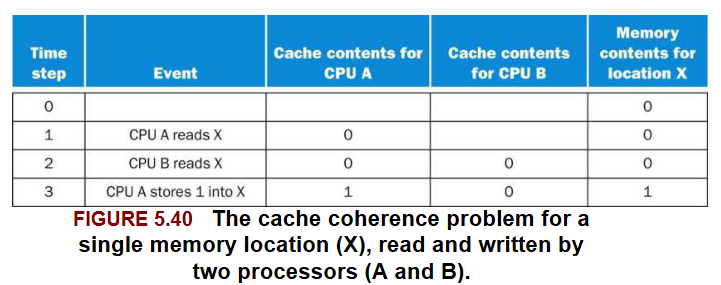 Time step Event Cache contents for CPU A Cache contents for CPU B Memory contents for location X
0 0
1 CPU A reads X 0 0
2 CPU B reads X 0 0 0
3 CPU A stores 1 into X 1 0 1
FIGURE 5.40 The cache coherence problem for a
single memory location (X), read and written by
two processors (A and B).